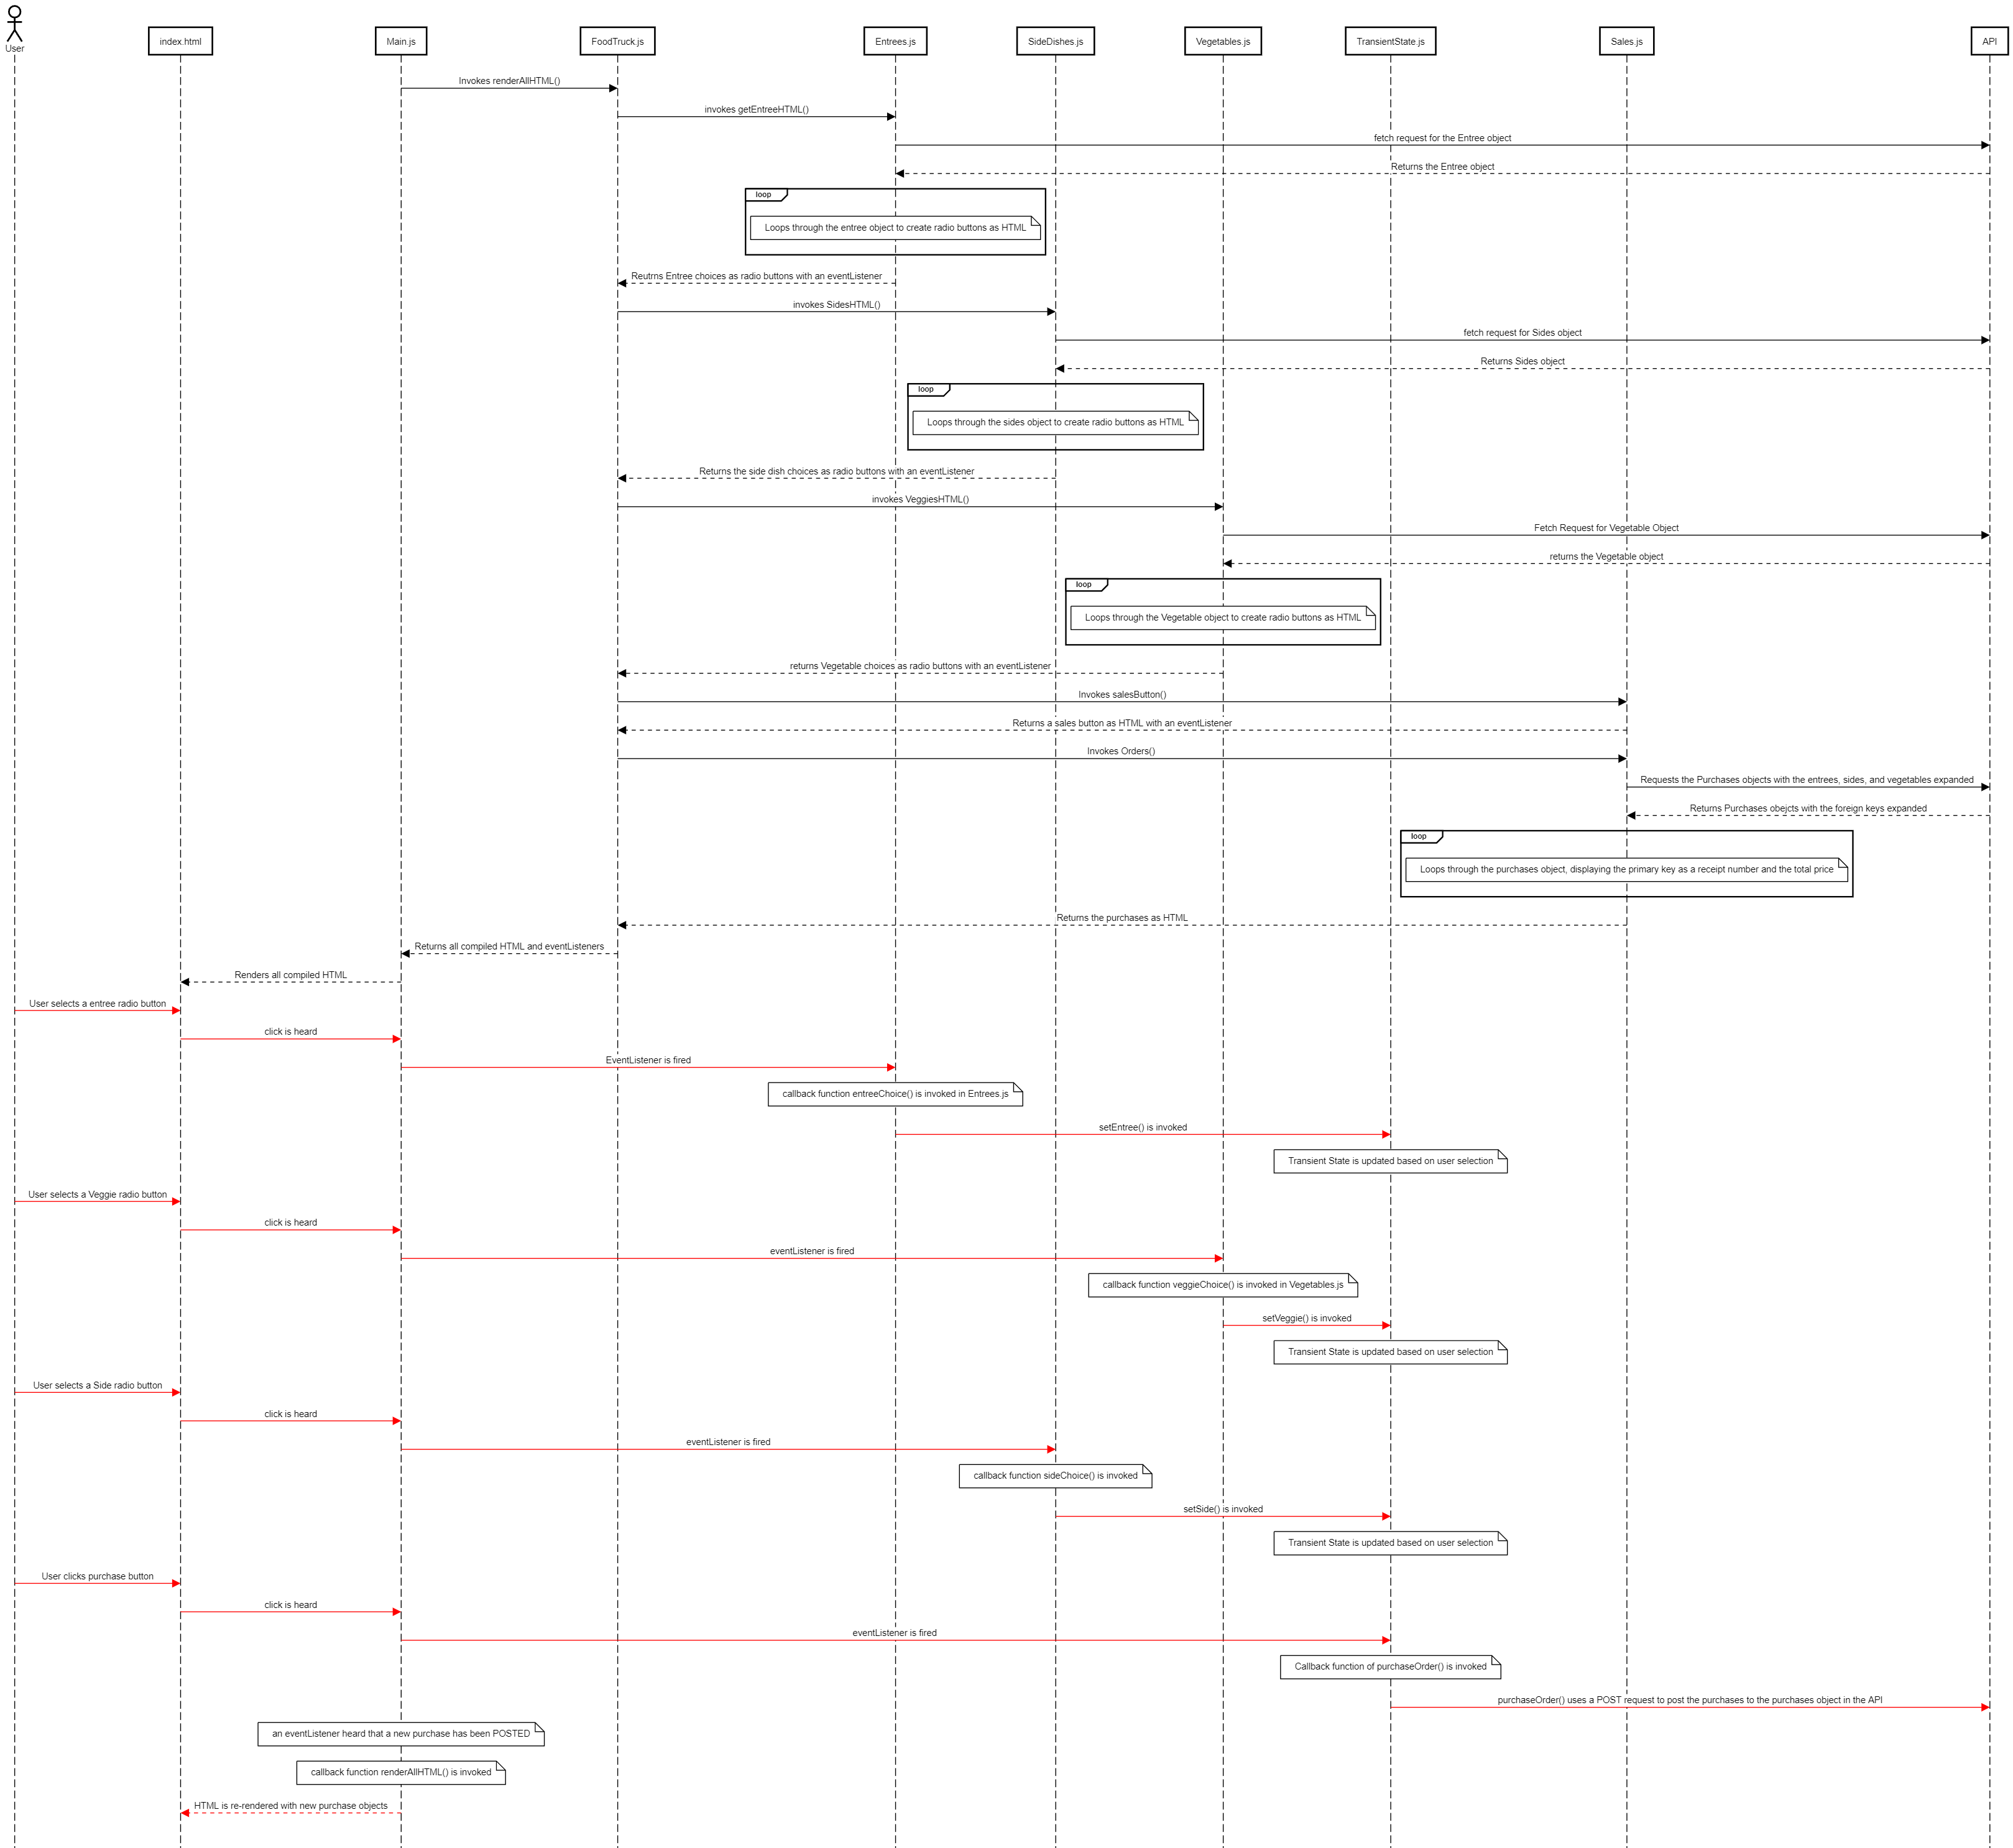 User
index.html
Main.js
FoodTruck.js
Entrees.js
SideDishes.js
Vegetables.js
TransientState.js
Sales.js
API
Invokes renderAllHTML()
invokes getEntreeHTML()
fetch request for the Entree object
Returns the Entree object
loop
Loops through the entree object to create radio buttons as HTML
Reutrns Entree choices as radio buttons with an eventListener
invokes SidesHTML()
fetch request for Sides object
Returns Sides object
loop
Loops through the sides object to create radio buttons as HTML
Returns the side dish choices as radio buttons with an eventListener
invokes VeggiesHTML()
Fetch Request for Vegetable Object
returns the Vegetable object
loop
Loops through the Vegetable object to create radio buttons as HTML
returns Vegetable choices as radio buttons with an eventListener
Invokes salesButton()
Returns a sales button as HTML with an eventListener
Invokes Orders()
Requests the Purchases objects with the entrees, sides, and vegetables expanded
Returns Purchases obejcts with the foreign keys expanded
loop
Loops through the purchases object, displaying the primary key as a receipt number and the total price
Returns the purchases as HTML
Returns all compiled HTML and eventListeners
Renders all compiled HTML
User selects a entree radio button
click is heard
EventListener is fired
callback function entreeChoice() is invoked in Entrees.js
setEntree() is invoked
Transient State is updated based on user selection
User selects a Veggie radio button
click is heard
eventListener is fired
callback function veggieChoice() is invoked in Vegetables.js
setVeggie() is invoked
Transient State is updated based on user selection
User selects a Side radio button
click is heard
eventListener is fired
callback function sideChoice() is invoked
setSide() is invoked
Transient State is updated based on user selection
User clicks purchase button
click is heard
eventListener is fired
Callback function of purchaseOrder() is invoked
purchaseOrder() uses a POST request to post the purchases to the purchases object in the API
an eventListener heard that a new purchase has been POSTED
callback function renderAllHTML() is invoked
HTML is re-rendered with new purchase objects